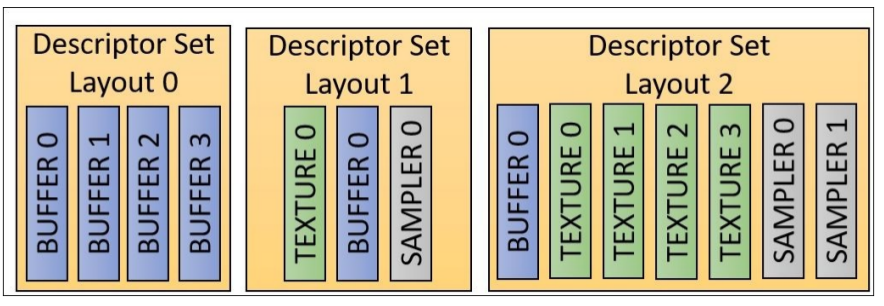 Descriptor Set
Layout 0
BUFFER 0
BUFFER 1
BUFFER 2
BUFFER 3
Descriptor Set
Layout 1
TEXTURE 0
BUFFER 0
SAMPLER 0
Descriptor Set
Layout 2
BUFFER 0
TEXTURE 0
TEXTURE 1
TEXTURE 2
TEXTURE 3
SAMPLER 0
SAMPLER 1